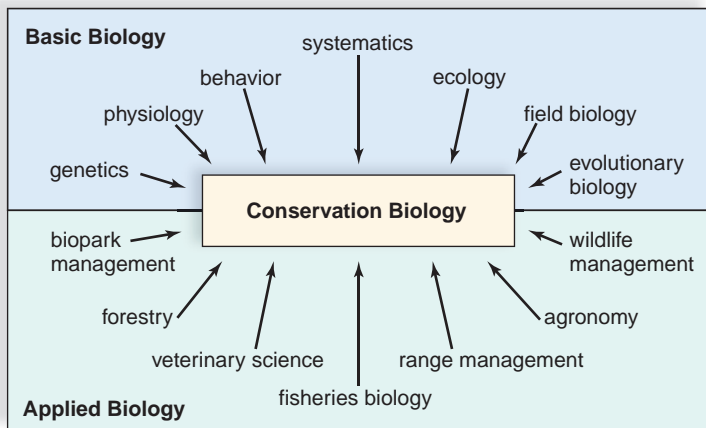 Basic Biology
systematics
behavior
ecology
physiology
field biology
genetics
evolutionary
biology
Conservation Biology
biopark
management
wildlife
management
forestry
agronomy
veterinary science
range management
fisheries biology
Applied Biology